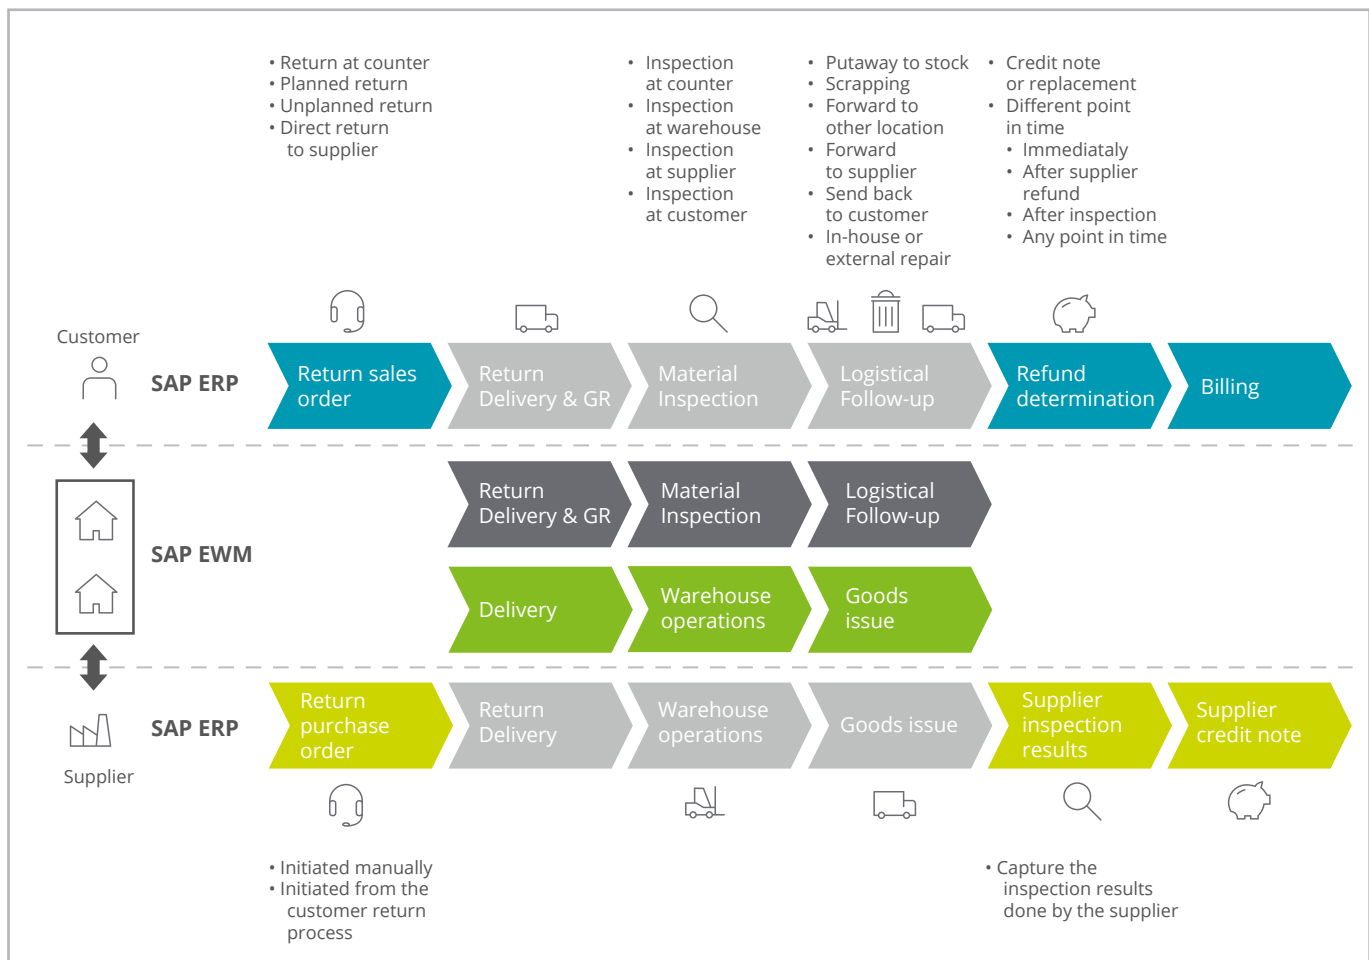 • Return at counter
• Planned return
• Unplanned return
• Direct return
to supplier
• Inspection
at counter
• Inspection
at warehouse
• Inspection
at supplier
• Inspection
at customer
• Putaway to stock
• Scrapping
• Forward to
other location
• Forward
to supplier
• Send back
to customer
• In-house or
external repair
• Credit note
or replacement
• Different point
in time
• Immediataly
• After supplier
refund
• After inspection
• Any point in time
Customer
SAP ERP
Return sales
order
Return
Delivery & GR
Material
Inspection
Logistical
Follow-up
Refund
determination
Billing
SAP EWM
Return
Delivery & GR
Material
Inspection
Logistical
Follow-up
Delivery
Warehouse
operations
Goods
issue
Supplier
SAP ERP
Return
purchase
order
Return
Delivery
Warehouse
operations
Goods issue
Supplier
inspection
results
Supplier
credit note
• Initiated manually
• Initiated from the
customer return
process
• Capture the
inspection results
done by the supplier